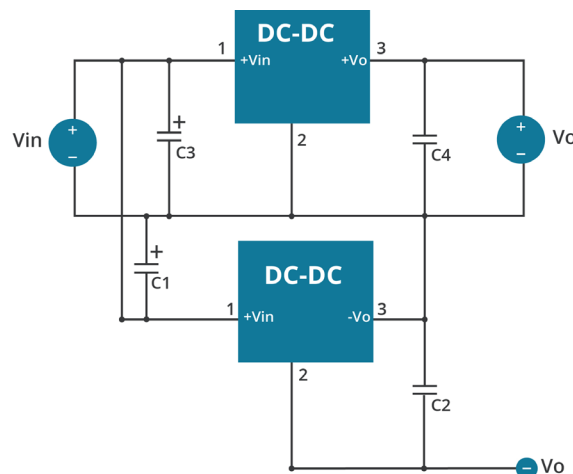 DC-DC
1
+Vin
+Vo
3
Vin
+
−
+
C3
2
C4
+
−
Vo
+
C1
DC-DC
1
+Vin
-Vo
3
2
C2
−
Vo